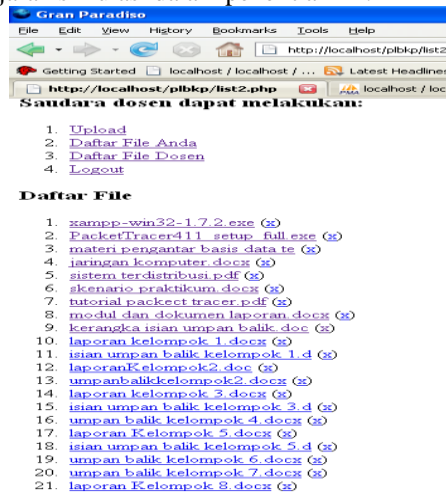 Gran Paradiso
File Edit View History Bookmarks Tools Help
http://localhost/plbkp/list2
Getting Started localhost / localhost / ... Latest Headlines
http://localhost/plbkp/list2.php localhost / loc
Saudara dosen dapat melakukan:
1. Upload
2. Daftar File Anda
3. Daftar File Dosen
4. Logout
Daftar File
1. xampp-win32-1.7.2.exe (x)
2. PacketTracer411_setup_full.exe (x)
3. materi pengantar basis data te (x)
4. jaringan komputer.docx (x)
5. sistem terdistribusi.pdf (x)
6. skenario praktikum.docx (x)
7. tutorial packect tracer.pdf (x)
8. modul dan dokumen laporan.docx (x)
9. kerangka isian umpan balik.doc (x)
10. laporan kelompok 1.docx (x)
11. isian umpan balik kelompok 1.d (x)
12. laporanKelompok2.doc (x)
13. umpanbalikkelompok2.docx (x)
14. laporan kelompok 3.docx (x)
15. isian umpan balik kelompok 3.d (x)
16. umpan balik kelompok 4.docx (x)
17. laporan Kelompok 5.docx (x)
18. isian umpan balik kelompok 5.d (x)
19. umpan balik kelompok 6.docx (x)
20. umpan balik kelompok 7.docx (x)
21. laporan Kelompok 8.docx (x)